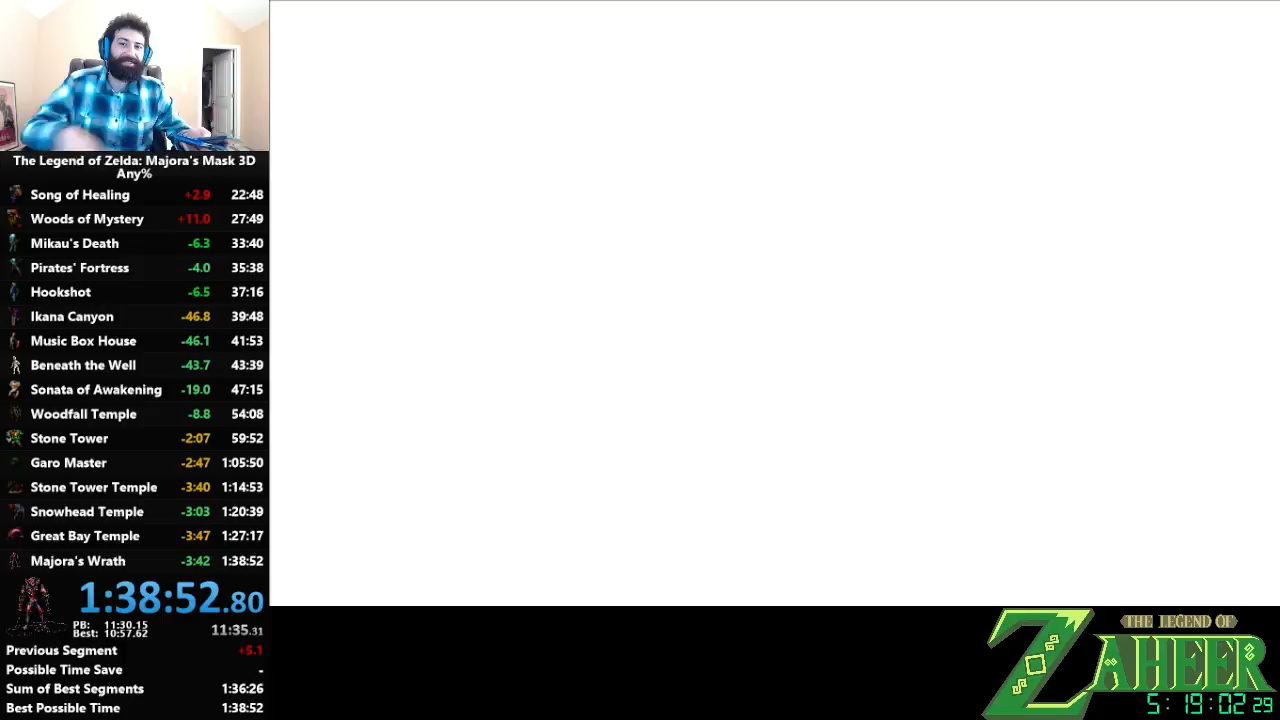 The Legend of Zelda: Majora's Mask 3D
Any%
Song of Healing +2.9 22:48
Woods of Mystery +11.0 27:49
Mikau's Death -6.3 33:40
Pirates' Fortress -4.0 35:38
Hookshot -6.5 37:16
Ikana Canyon -46.8 39:48
Music Box House -46.1 41:53
Beneath the Well -43.7 43:39
Sonata of Awakening -19.0 47:15
Woodfall Temple -8.8 54:08
Stone Tower -2:07 59:52
Garo Master -2:47 1:05:50
Stone Tower Temple -3:40 1:14:53
Snowhead Temple -3:03 1:20:39
Great Bay Temple -3:47 1:27:17
Majora's Wrath -3:42 1:38:52
1:38:52.80
PB: 11:30.15
Best: 10:57.62
11:35.31
Previous Segment +5.1
Possible Time Save -
Sum of Best Segments 1:36:26
Best Possible Time 1:38:52
THE LEGEND OF
ZAHEER
5:19:02 29